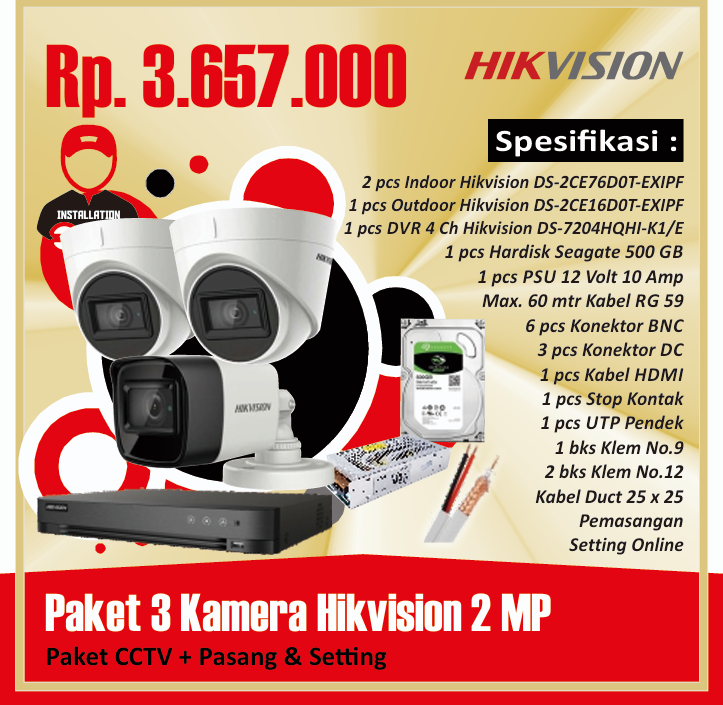 Rp. 3.657.000
HIKVISION
Spesifikasi :
2 pcs Indoor Hikvision DS-2CE76D0T-EXIPF
1 pcs Outdoor Hikvision DS-2CE16D0T-EXIPF
1 pcs DVR 4 Ch Hikvision DS-7204HQHI-K1/E
1 pcs Hardisk Seagate 500 GB
1 pcs PSU 12 Volt 10 Amp
Max. 60 mtr Kabel RG 59
6 pcs Konektor BNC
3 pcs Konektor DC
1 pcs Kabel HDMI
1 pcs Stop Kontak
1 pcs UTP Pendek
1 bks Klem No.9
2 bks Klem No.12
Kabel Duct 25 x 25
Pemasangan
Setting Online
INSTALLATION
HIKVISION
500GB
Paket 3 Kamera Hikvision 2 MP
Paket CCTV + Pasang & Setting